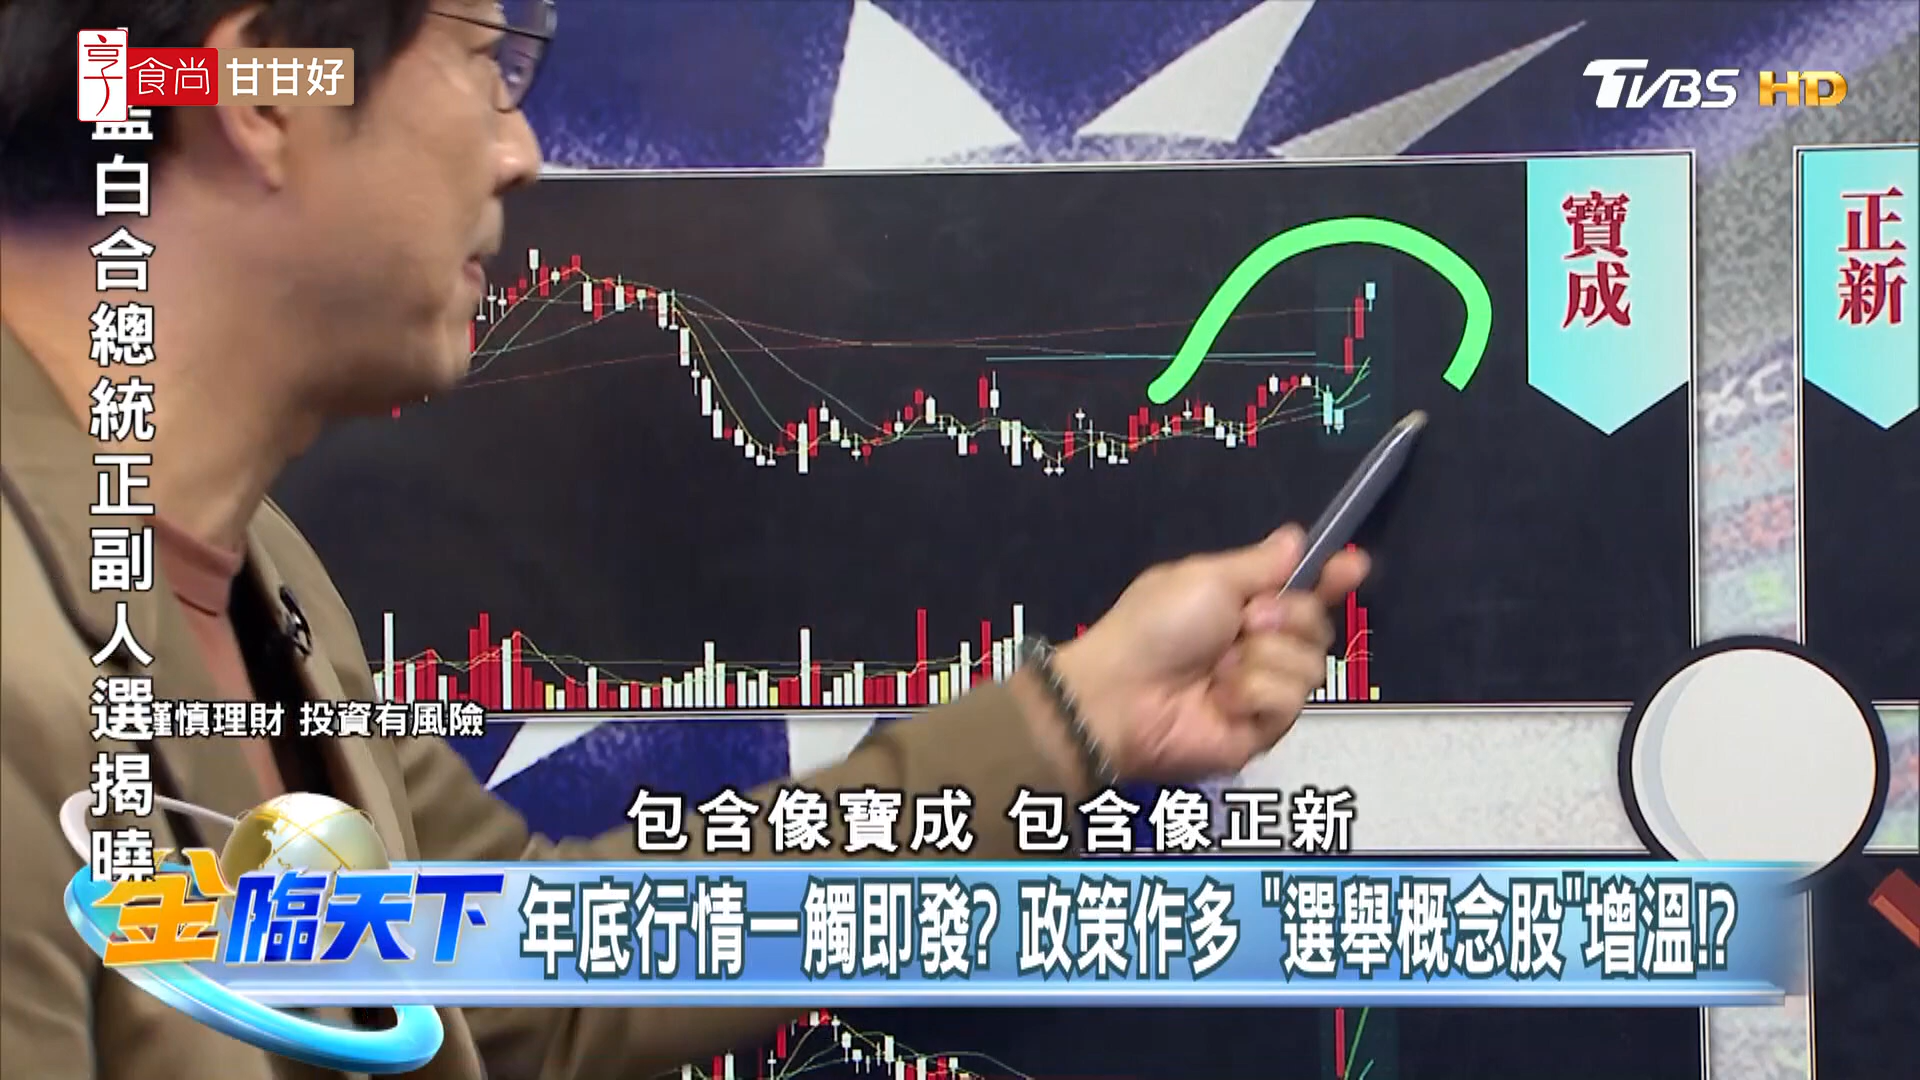 享食尚 甘甘好
TVBS HD
藍白合總統正副人選揭曉
寶成
正新
謹慎理財 投資有風險
包含像寶成 包含像正新
金臨天下
年底行情一觸即發? 政策作多 "選舉概念股"增溫!?